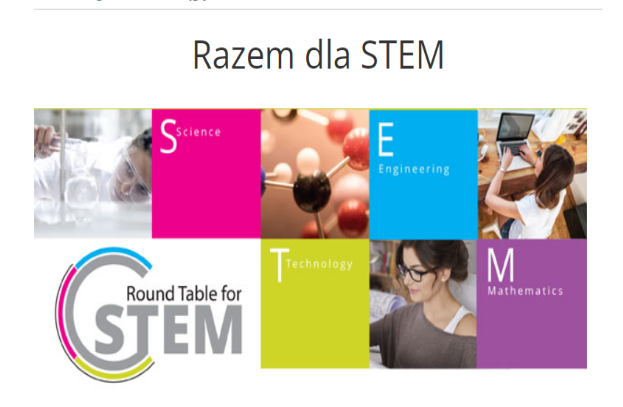 Razem dla STEM
Science
Engineering
Round Table for
STEM
Technology
Mathematics